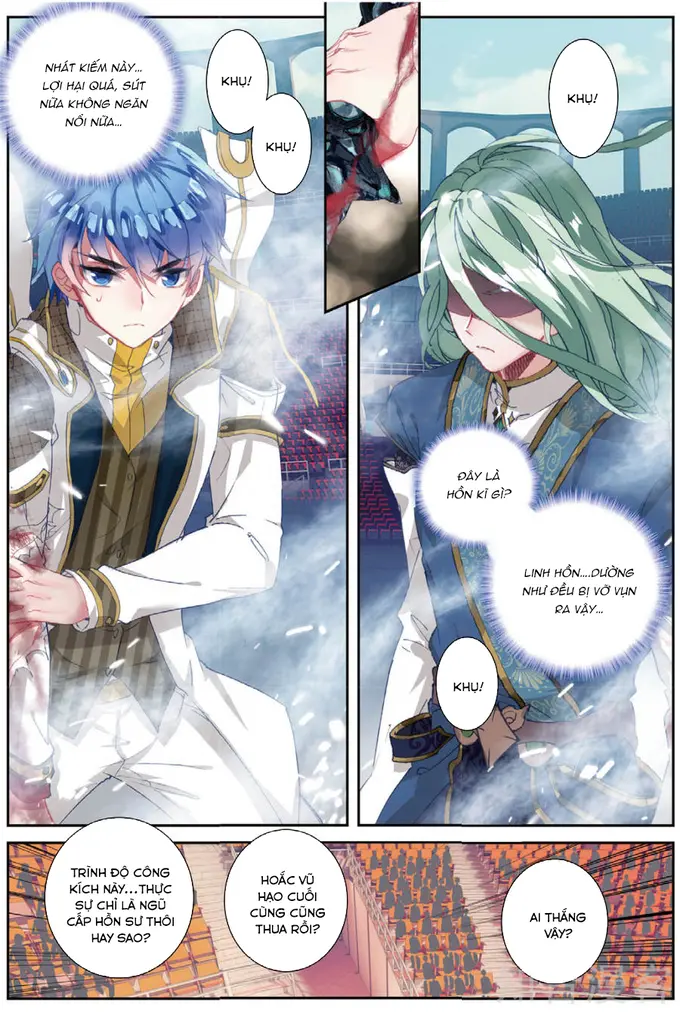 NHÁT KIẾM NÀY...
LỢI HẠI QUÁ, SÚT
NỮA KHÔNG NGĂN
NỔI NỮA...
KHỤ!
KHỤ!
KHỤ!
ĐÂY LÀ
HỒN KĨ GÌ?
LINH HỒN....DƯỜNG
NHƯ ĐỀU BỊ VỠ VỤN
RA VẬY...
KHỤ!
TRÌNH ĐỘ CÔNG
KÍCH NÀY...THỰC
SỰ CHỈ LÀ NGŨ
CẤP HỒN SƯ THÔI
HAY SAO?
HOẮC VŨ
HẠO CUỐI
CÙNG CŨNG
THUA RỒI?
AI THẮNG
VẬY?